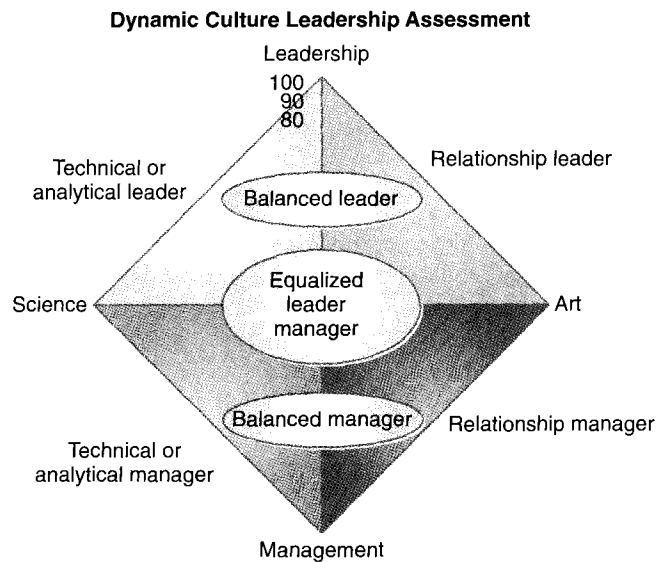 Dynamic Culture Leadership Assessment
Leadership
100
90
80
Technical or
analytical leader
Relationship leader
Balanced leader
Science
Equalized
leader
manager
Art
Balanced manager
Relationship manager
Technical or
analytical manager
Management